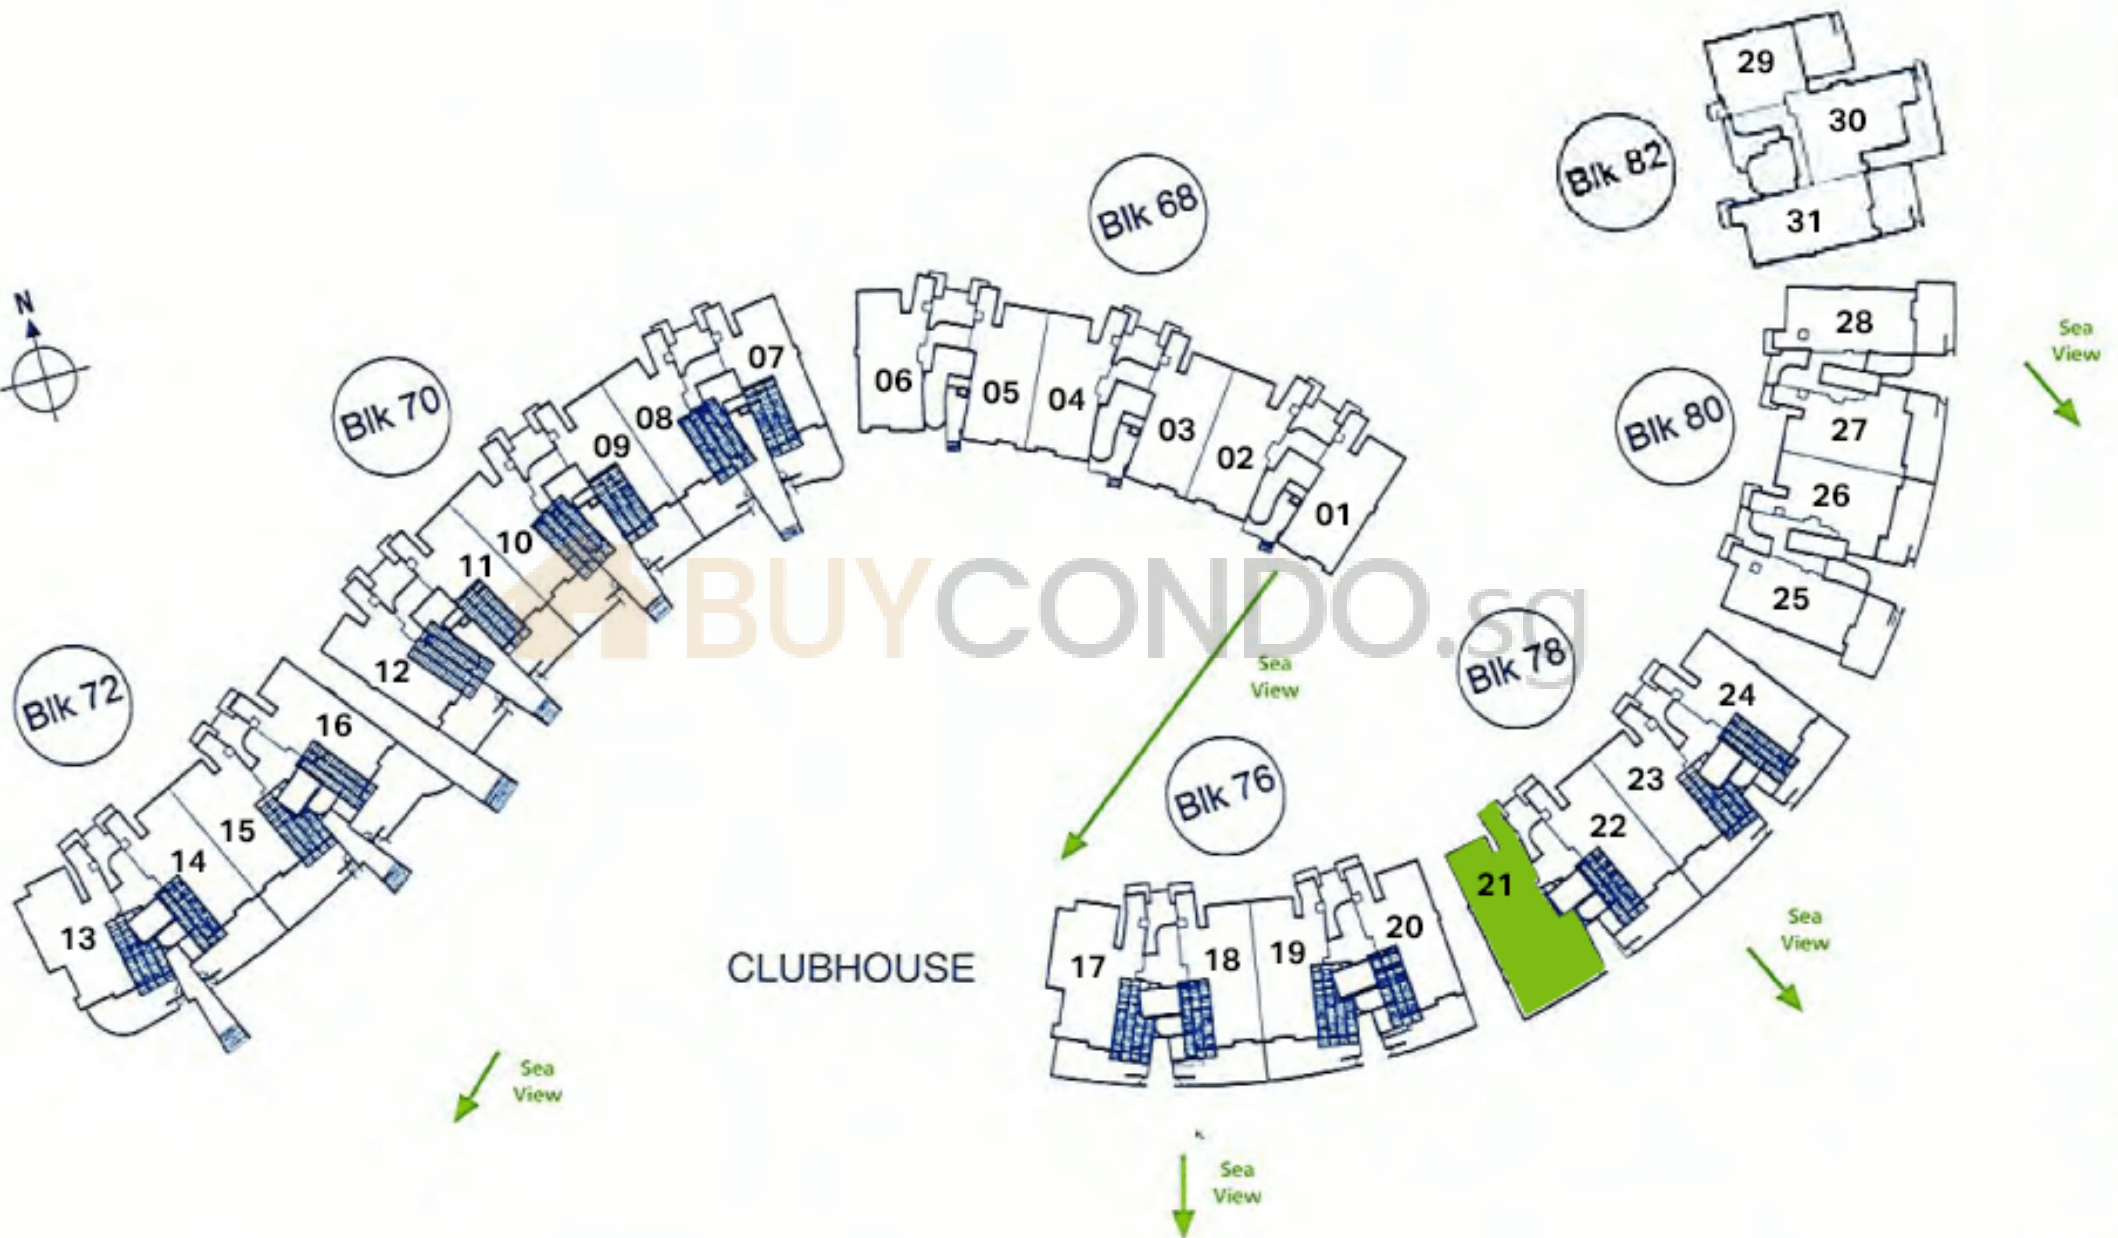 29
30
Blk 82
31
Blk 68
N
28
Sea
View
07
06
05
04
Blk 70
08
03
27
Blk 80
09
02
26
01
10
11
25
BUYCONDO.sg
12
Sea
View
Blk 78
24
Blk 72
16
23
Blk 76
15
22
14
21
13
20
Sea
View
CLUBHOUSE
17
18
19
Sea
View
Sea
View